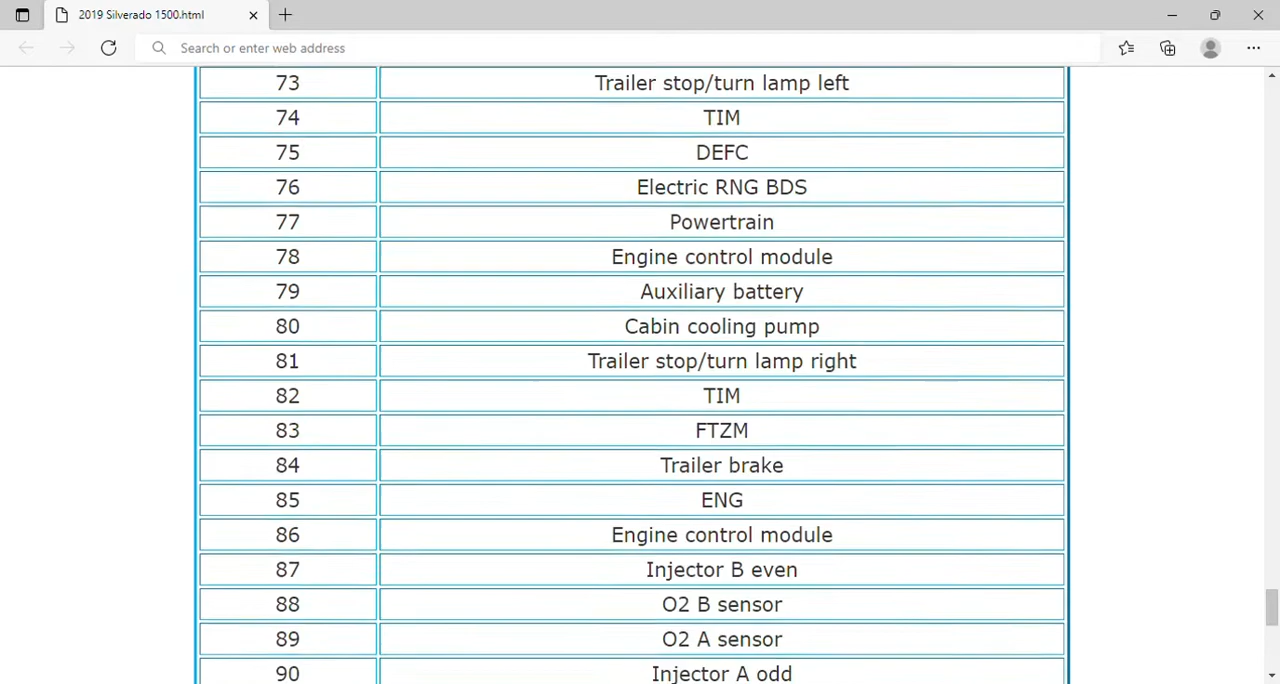 2019 Silverado 1500.html
Search or enter web address
73 Trailer stop/turn lamp left
74 TIM
75 DEFC
76 Electric RNG BDS
77 Powertrain
78 Engine control module
79 Auxiliary battery
80 Cabin cooling pump
81 Trailer stop/turn lamp right
82 TIM
83 FTZM
84 Trailer brake
85 ENG
86 Engine control module
87 Injector B even
88 O2 B sensor
89 O2 A sensor
90 Injector A odd